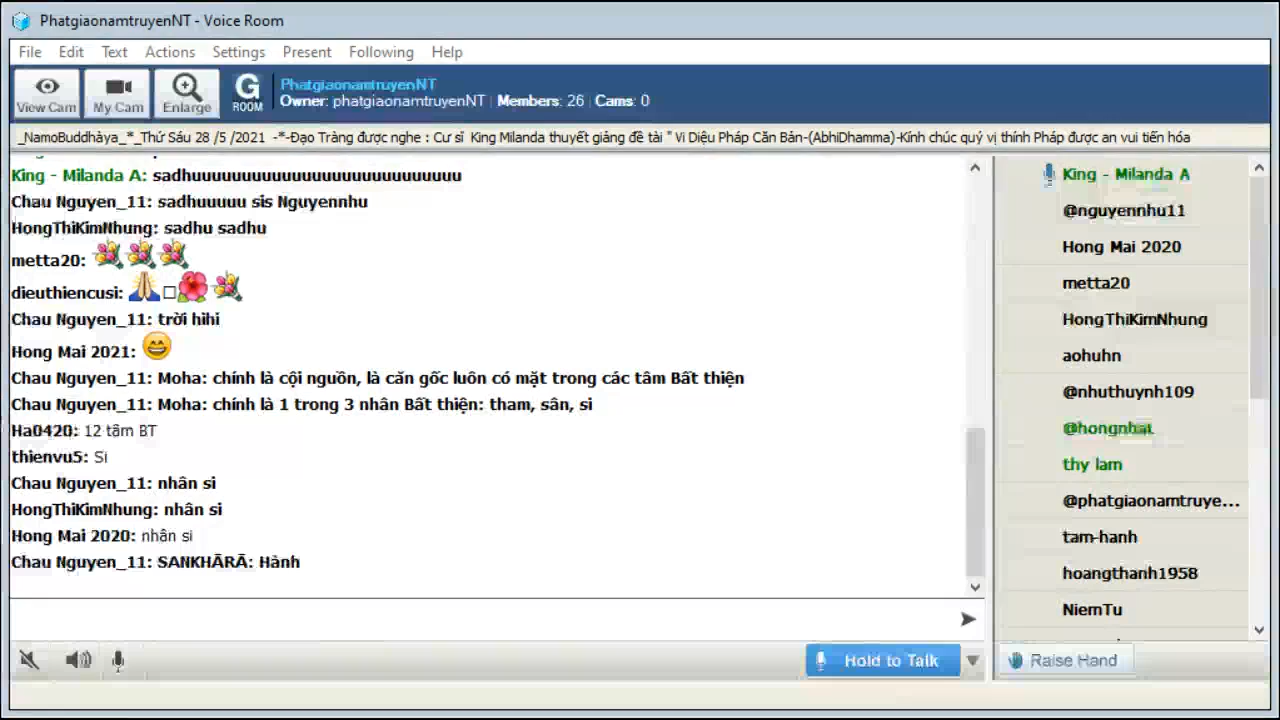 PhatgiaonamtruyenNT - Voice Room
File Edit Text Actions Settings Present Following Help
View Cam My Cam Enlarge G ROOM
PhatgiaonamtruyenNT
Owner: phatgiaonamtruyenNT | Members: 26 | Cams: 0
_NamoBuddhàya_*_Thứ Sáu 28 /5 /2021 -*-Đạo Tràng được nghe : Cư sĩ King Milanda thuyết giảng đề tài " Vi Diệu Pháp Căn Bản-(AbhiDhamma)-Kính chúc quý vị thính Pháp được an vui tiến hóa
King - Milanda A: sadhuuuuuuuuuuuuuuuuuuuuuuuuuu
Chau Nguyen_11: sadhuuuuu sis Nguyennhu
HongThiKimNhung: sadhu sadhu
metta20:
dieuthiencusi:
Chau Nguyen_11: trời hihi
Hong Mai 2021:
Chau Nguyen_11: Moha: chính là cội nguồn, là căn gốc luôn có mặt trong các tâm Bất thiện
Chau Nguyen_11: Moha: chính là 1 trong 3 nhân Bất thiện: tham, sân, si
Ha0420: 12 tâm BT
thienvu5: Si
Chau Nguyen_11: nhân si
HongThiKimNhung: nhân si
Hong Mai 2020: nhân si
Chau Nguyen_11: SANKHĀRĀ: Hành
King - Milanda A
@nguyennhu11
Hong Mai 2020
metta20
HongThiKimNhung
aohuhn
@nhuthuynh109
@hongnhat
thy lam
@phatgiaonamtruye...
tam-hanh
hoangthanh1958
NiemTu
Hold to Talk
Raise Hand